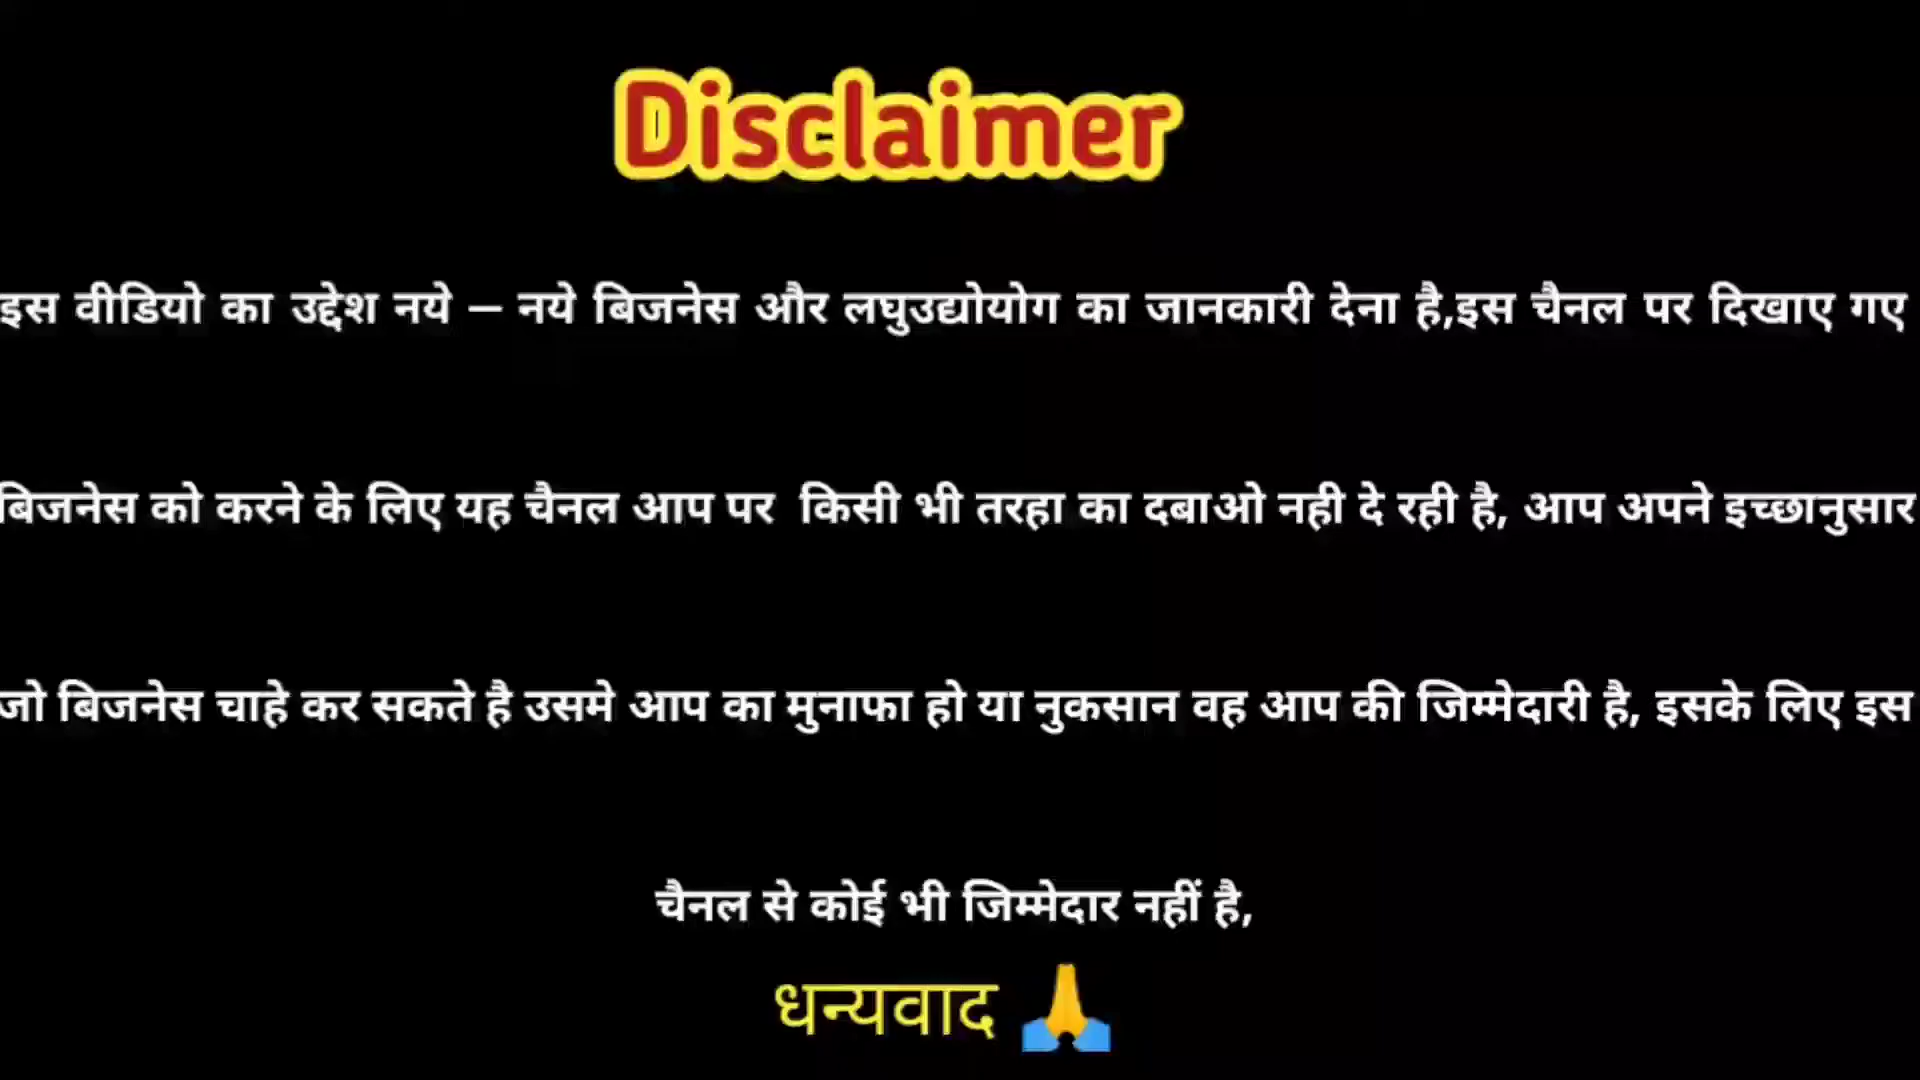 Disclaimer
इस वीडियो का उद्देश नये – नये बिजनेस और लघुउद्योयोग का जानकारी देना है,इस चैनल पर दिखाए गए
बिजनेस को करने के लिए यह चैनल आप पर किसी भी तरहा का दबाओ नही दे रही है, आप अपने इच्छानुसार
जो बिजनेस चाहे कर सकते है उसमे आप का मुनाफा हो या नुकसान वह आप की जिम्मेदारी है, इसके लिए इस
चैनल से कोई भी जिम्मेदार नहीं है,
धन्यवाद 🙏